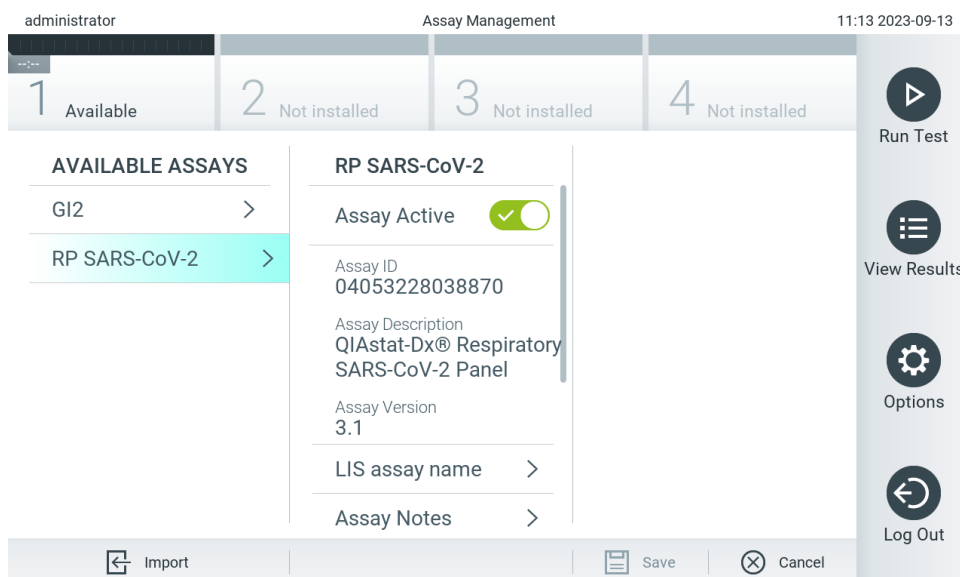 administrator
Assay Management
11:13 2023-09-13
--:--
1 Available
2 Not installed
3 Not installed
4 Not installed
Run Test
View Results
Options
Log Out
AVAILABLE ASSAYS
GI2
RP SARS-CoV-2
RP SARS-CoV-2
Assay Active
Assay ID
04053228038870
Assay Description
QIAstat-Dx® Respiratory
SARS-CoV-2 Panel
Assay Version
3.1
LIS assay name
Assay Notes
Import
Save
Cancel